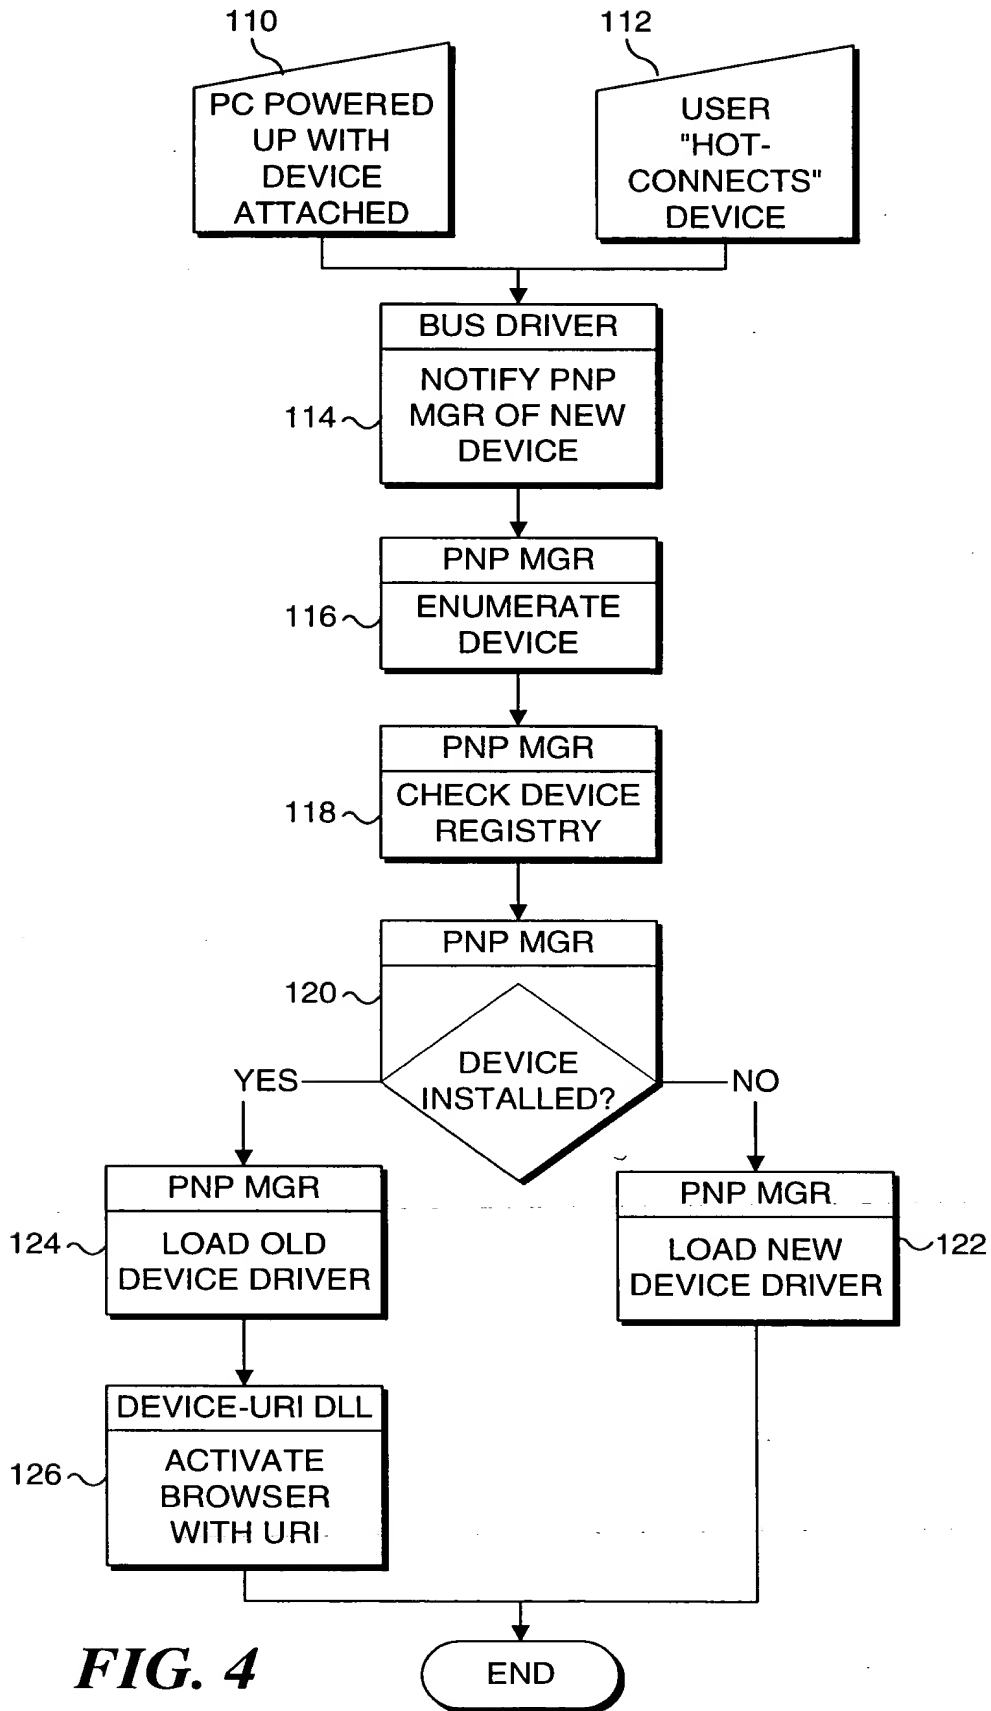 110
PC POWERED
UP WITH
DEVICE
ATTACHED
112
USER
"HOT-
CONNECTS"
DEVICE
BUS DRIVER
114
NOTIFY PNP
MGR OF NEW
DEVICE
PNP MGR
116
ENUMERATE
DEVICE
PNP MGR
118
CHECK DEVICE
REGISTRY
PNP MGR
120
DEVICE
INSTALLED?
YES
NO
PNP MGR
124
LOAD OLD
DEVICE DRIVER
PNP MGR
LOAD NEW
DEVICE DRIVER
122
DEVICE-URI DLL
126
ACTIVATE
BROWSER
WITH URI
END
FIG. 4